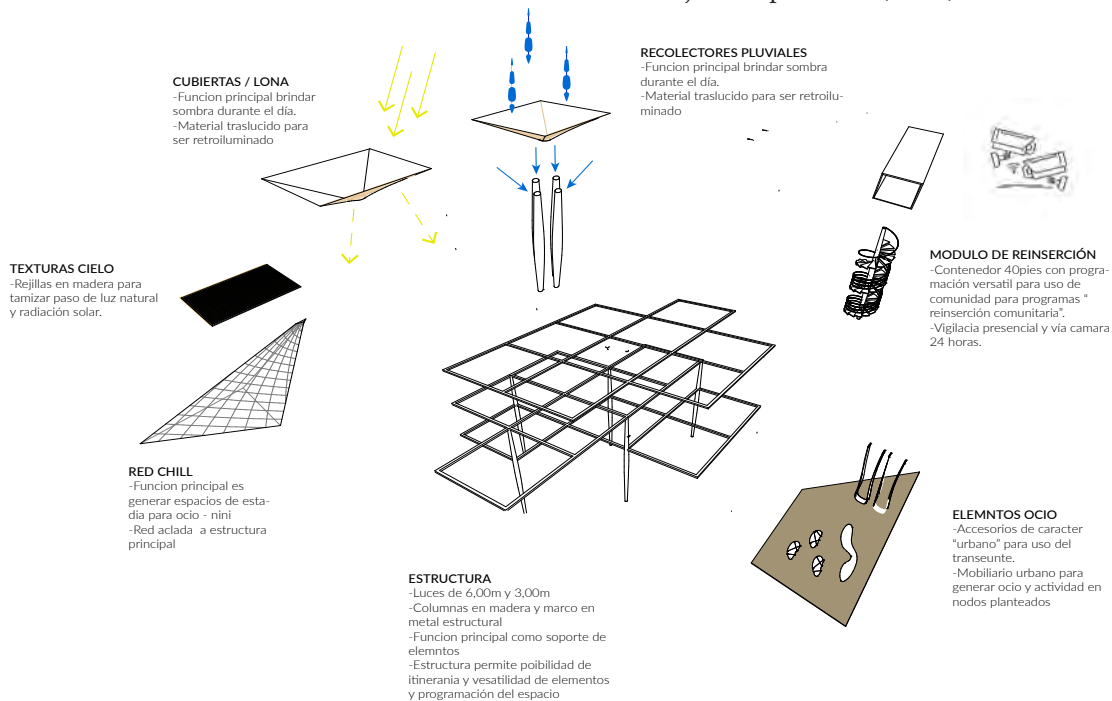 RECOLECTORES PLUVIALES
-Funcion principal brindar sombra
durante el día.
-Material traslucido para ser retroilu-
minado
CUBIERTAS / LONA
-Funcion principal brindar
sombra durante el día.
-Material traslucido para
ser retroiluminado
TEXTURAS CIELO
-Rejillas en madera para
tamizar paso de luz natural
y radiación solar.
MODULO DE REINSERCIÓN
-Contenedor 40pies con progra-
mación versatil para uso de
comunidad para programas “
reinserción comunitaria”.
-Vigilacia presencial y vía camara
24 horas.
RED CHILL
-Funcion principal es
generar espacios de esta-
dia para ocio - nini
-Red aclada a estructura
principal
ELEMNTOS OCIO
-Accesorios de caracter
“urbano” para uso del
transeunte.
-Mobiliario urbano para
generar ocio y actividad en
nodos planteados
ESTRUCTURA
-Luces de 6,00m y 3,00m
-Columnas en madera y marco en
metal estructural
-Funcion principal como soporte de
elemntos
-Estructura permite poibilidad de
itinerania y vesatilidad de elementos
y programación del espacio